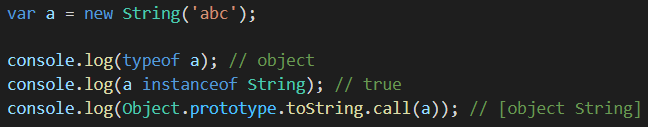 var a = new String('abc');
console.log(typeof a); // object
console.log(a instanceof String); // true
console.log(Object.prototype.toString.call(a)); // [object String]